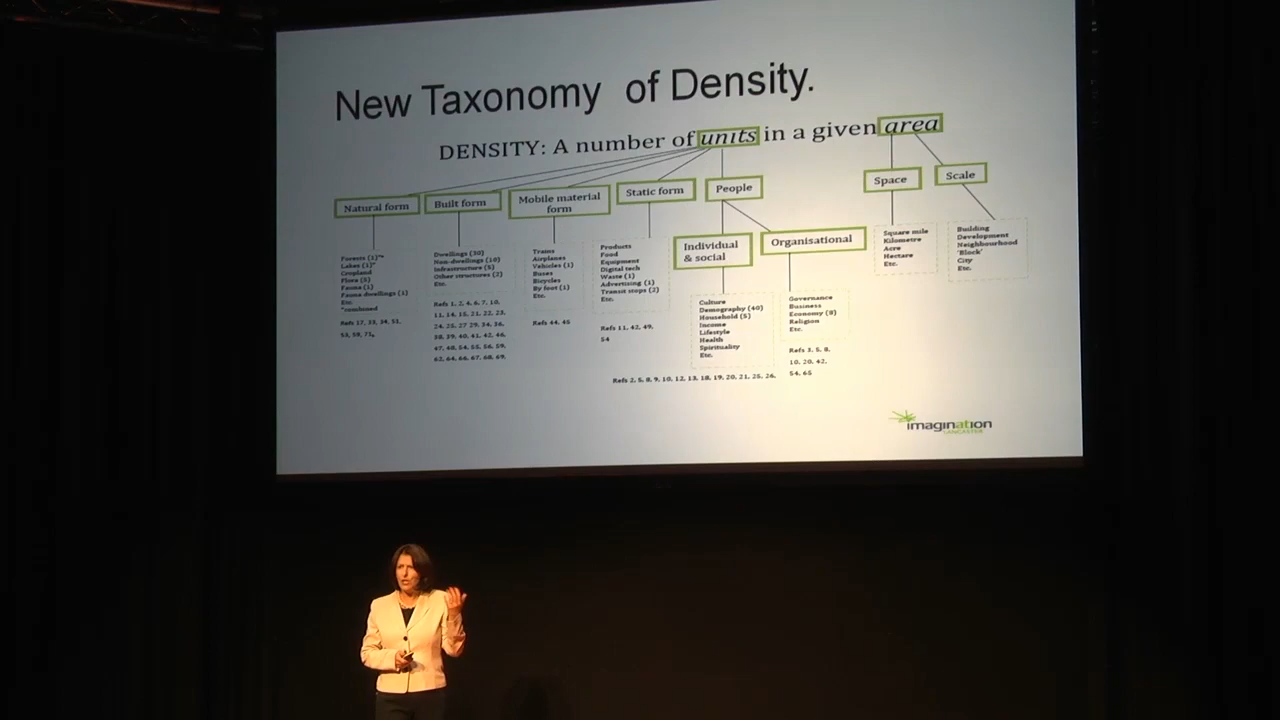 New Taxonomy of Density.
DENSITY: A number of units in a given area
Natural form
Built form
Mobile material
form
Static form
People
Space
Scale
Individual
& social
Organisational
Forests (1)*
Lakes (1)*
Cropland
Flora (5)
Fauna (1)
Fauna dwellings (1)
Etc
*combined
Refs 17, 33, 34, 51,
53, 59, 71,
Dwellings (30)
Non-dwellings (10)
Infrastructure (5)
Other structures (2)
Etc.
Refs 1, 2, 4, 6, 7, 10,
11, 14, 15, 21, 22, 23,
24, 25, 27 29, 34, 36,
38, 39, 40, 41, 42, 46,
47, 48, 54, 55, 56, 59,
62, 64, 66, 67, 68, 69,
Trains
Airplanes
Vehicles (1)
Buses
Bicycles
By foot (1)
Etc.
Refs 44, 45
Products
Food
Equipment
Digital tech
Waste (1)
Advertising (1)
Transit stops (2)
Etc.
Refs 11, 42, 49,
54
Culture
Demography (40)
Household (5)
Income
Lifestyle
Health
Spirituality
Etc.
Refs 2, 5, 8, 9, 10, 12, 13, 18, 19, 20, 21, 25, 26,
Governance
Business
Economy (8)
Religion
Etc.
Refs 3, 5, 8,
10, 20, 42,
54, 65
Square mile
Kilometre
Acre
Hectare
Etc.
Building
Development
Neighbourhood
'Block'
City
Etc.
imagination
LANCASTER